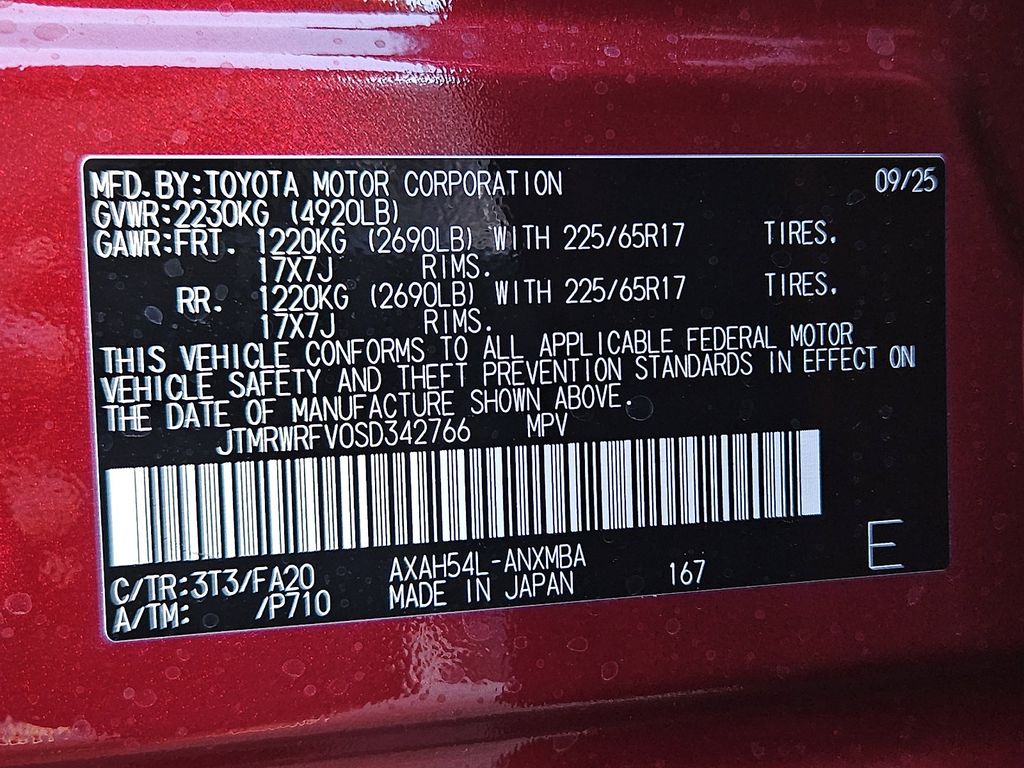 MFD. BY: TOYOTA MOTOR CORPORATION 09/25
GVWR: 2230KG (4920LB)
GAWR: FRT. 1220KG (2690LB) WITH 225/65R17 TIRES.
17X7J RIMS.
RR. 1220KG (2690LB) WITH 225/65R17 TIRES.
17X7J RIMS.
THIS VEHICLE CONFORMS TO ALL APPLICABLE FEDERAL MOTOR
VEHICLE SAFETY AND THEFT PREVENTION STANDARDS IN EFFECT ON
THE DATE OF MANUFACTURE SHOWN ABOVE.
JTMRWRFV0SD342766 MPV
C/TR: 3T3/FA20 AXAH54L-ANXMBA 167 E
A/TM: /P710 MADE IN JAPAN